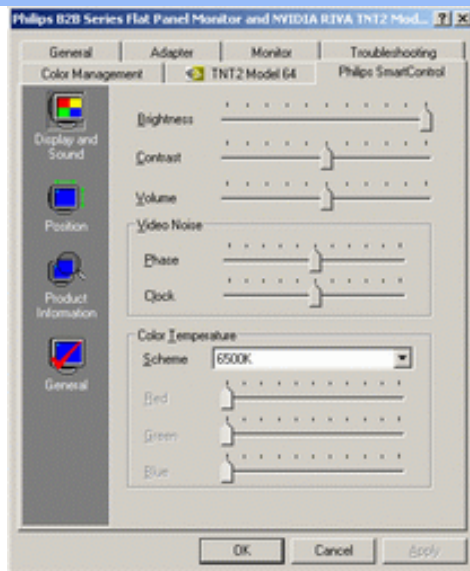 Philips B2B Series Flat Panel Monitor and NVIDIA RIVA TNT2 Mod...
General Adapter Monitor Troubleshooting
Color Management TNT2 Model 64 Philips SmartControl
Display and
Sound
Position
Product
Information
General
Brightness
Contrast
Volume
Video Noise
Phase
Clock
Color Temperature
Scheme 6500K
Red
Green
Blue
OK Cancel Apply